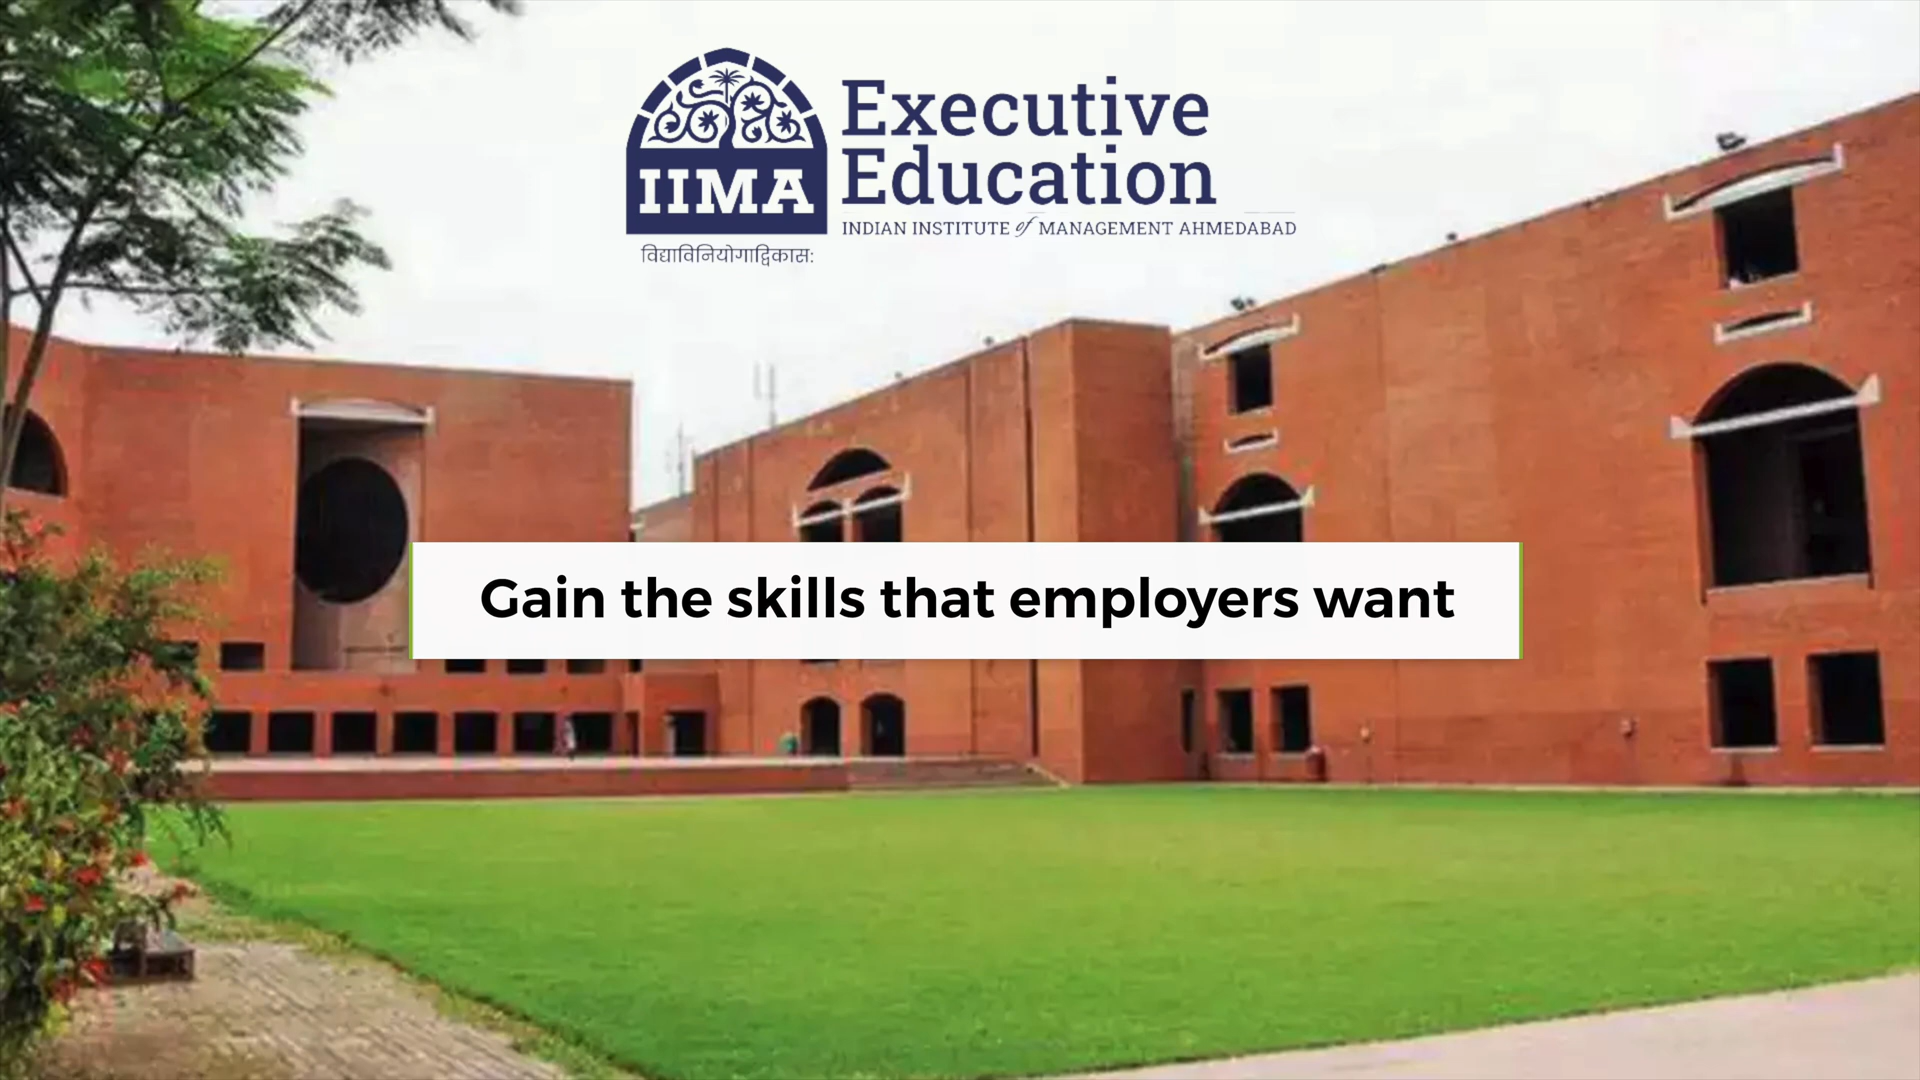 IIMA
Executive
Education
INDIAN INSTITUTE of MANAGEMENT AHMEDABAD
विद्याविनियोगाद्विकास:
Gain the skills that employers want